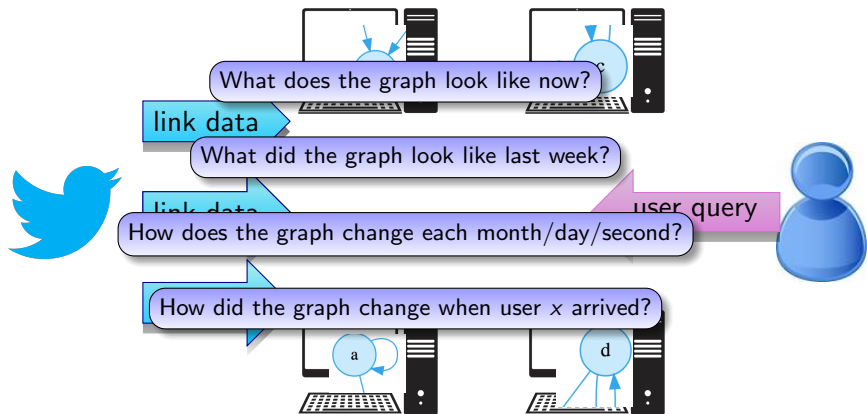 c
What does the graph look like now?
link data
What did the graph look like last week?
link data
user query
How does the graph change each month/day/second?
How did the graph change when user x arrived?
a
d